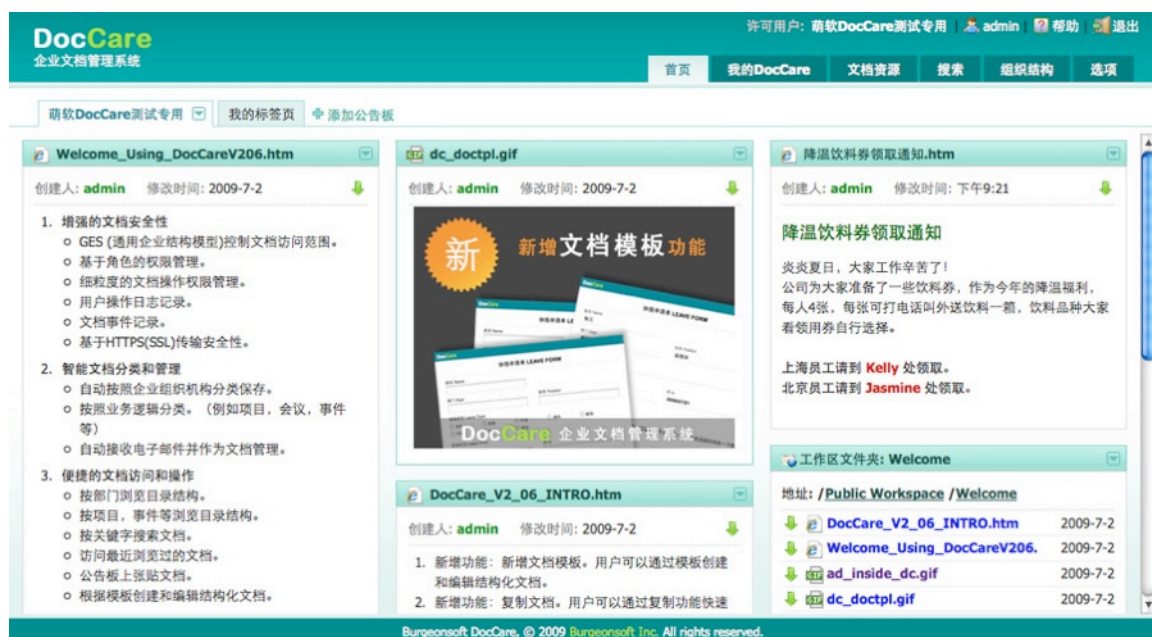 DocCare
企业文档管理系统
许可用户: 萌软DocCare测试专用 | admin | 帮助 | 退出
首页 我的DocCare 文档资源 搜索 组织结构 选项
萌软DocCare测试专用 我的标签页 添加公告板
Welcome_Using_DocCareV206.htm
创建人: admin 修改时间: 2009-7-2
1. 增强的文档安全性
GES (通用企业结构模型)控制文档访问范围。
基于角色的权限管理。
细粒度的文档操作权限管理。
用户操作日志记录。
文档事件记录。
基于HTTPS(SSL)传输安全性。
2. 智能文档分类和管理
自动按照企业组织机构分类保存。
按照业务逻辑分类。（例如项目，会议，事件
等）
自动接收电子邮件并作为文档管理。
3. 便捷的文档访问和操作
按部门浏览目录结构。
按项目，事件等浏览目录结构。
按关键字搜索文档。
访问最近浏览过的文档。
公告板上张贴文档。
根据模板创建和编辑结构化文档。
dc_doctpl.gif
创建人: admin 修改时间: 2009-7-2
新
新增文档模板功能
LEAVE FORM
LEAVE FORM
LEAVE FORM
DocCare 企业文档管理系统
DocCare_V2_06_INTRO.htm
创建人: admin 修改时间: 2009-7-2
1. 新增功能：新增文档模板。用户可以通过模板创建
和编辑结构化文档。
2. 新增功能：复制文档。用户可以通过复制功能快速
降温饮料券领取通知.htm
创建人: admin 修改时间: 下午9:21
降温饮料券领取通知
炎炎夏日，大家工作辛苦了!
公司为大家准备了一些饮料券，作为今年的降温福利，
每人4张，每张可打电话叫外送饮料一箱，饮料品种大家
看领用券自行选择。
上海员工请到 Kelly 处领取。
北京员工请到 Jasmine 处领取。
工作区文件夹: Welcome
地址: /Public Workspace /Welcome
DocCare_V2_06_INTRO.htm 2009-7-2
Welcome_Using_DocCareV206. 2009-7-2
ad_inside_dc.gif 2009-7-2
dc_doctpl.gif 2009-7-2
Burgeonsoft DocCare, © 2009 Burgeonsoft Inc. All rights reserved.